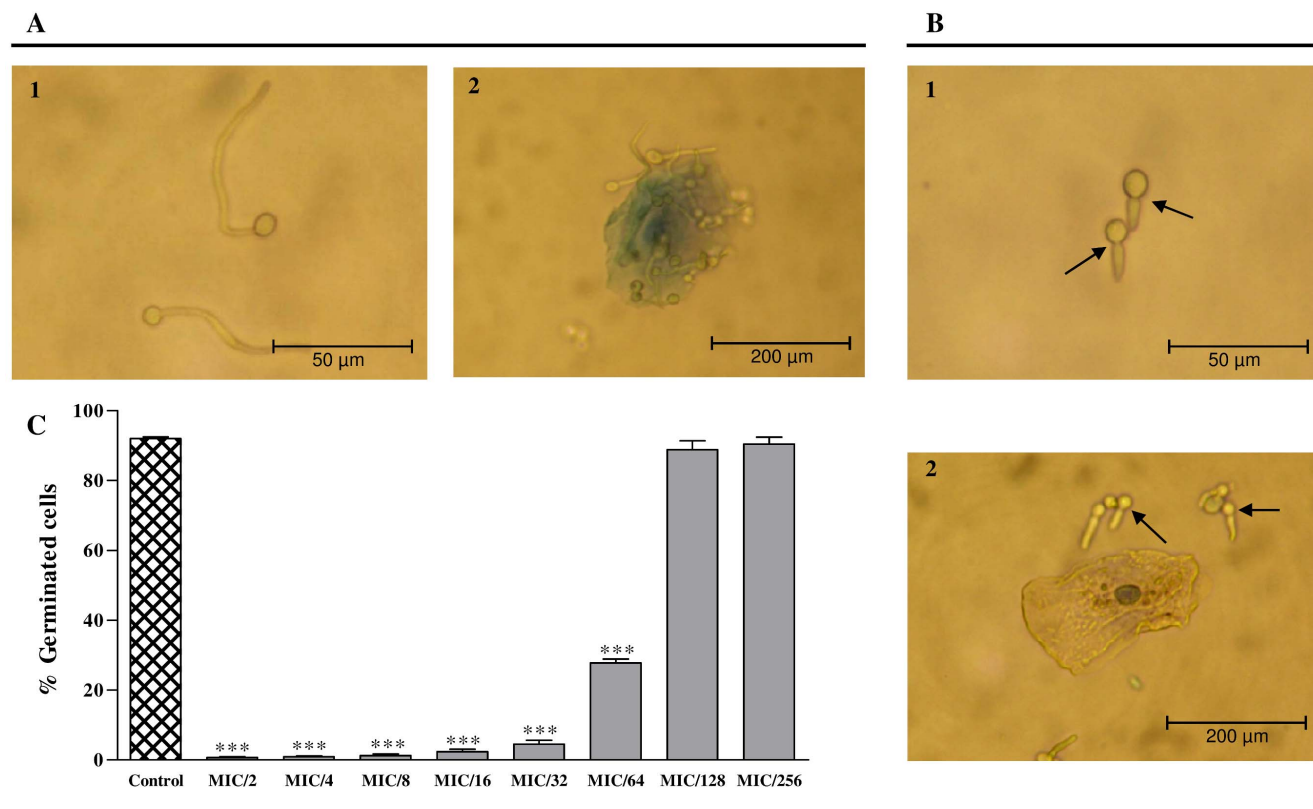 A
B
1
2
1
50 μm
200 μm
50 μm
C
% Germinated cells
100
80
60
40
20
0
***
***
***
***
***
***
Control
MIC/2
MIC/4
MIC/8
MIC/16
MIC/32
MIC/64
MIC/128
MIC/256
2
200 μm